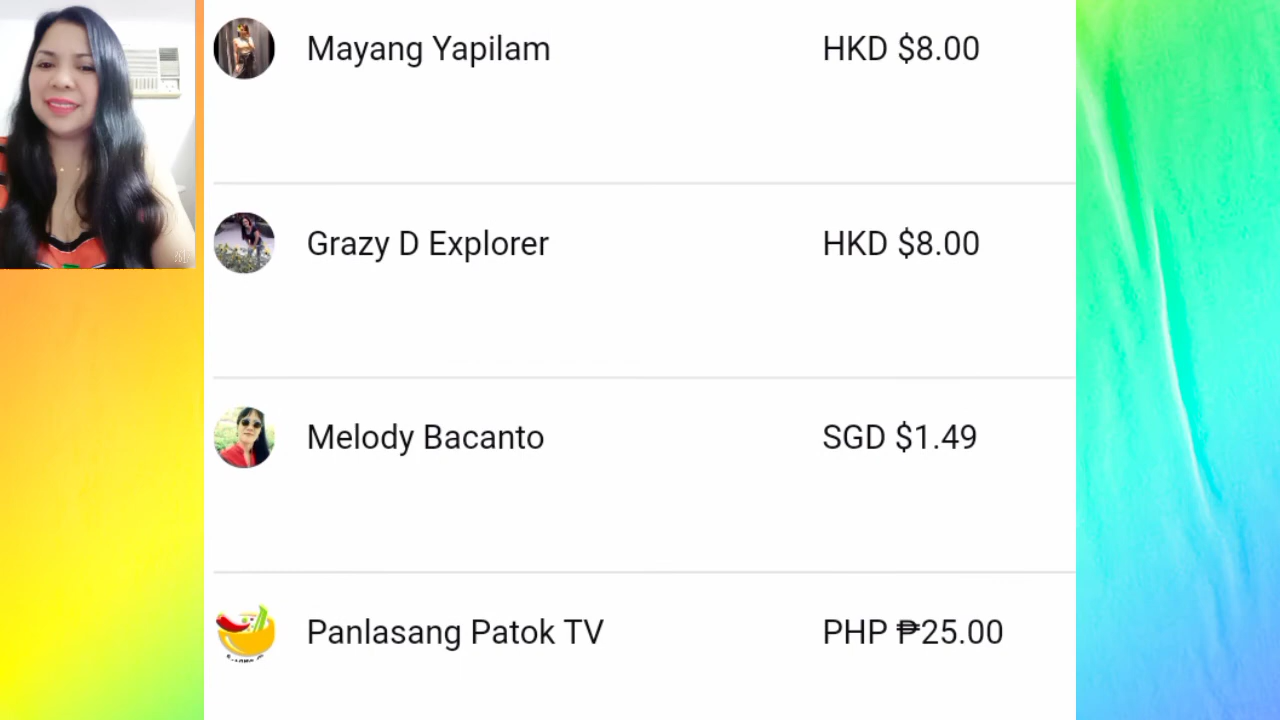 Mayang Yapilam HKD $8.00
Grazy D Explorer HKD $8.00
Melody Bacanto SGD $1.49
Panlasang Patok TV PHP ₱25.00